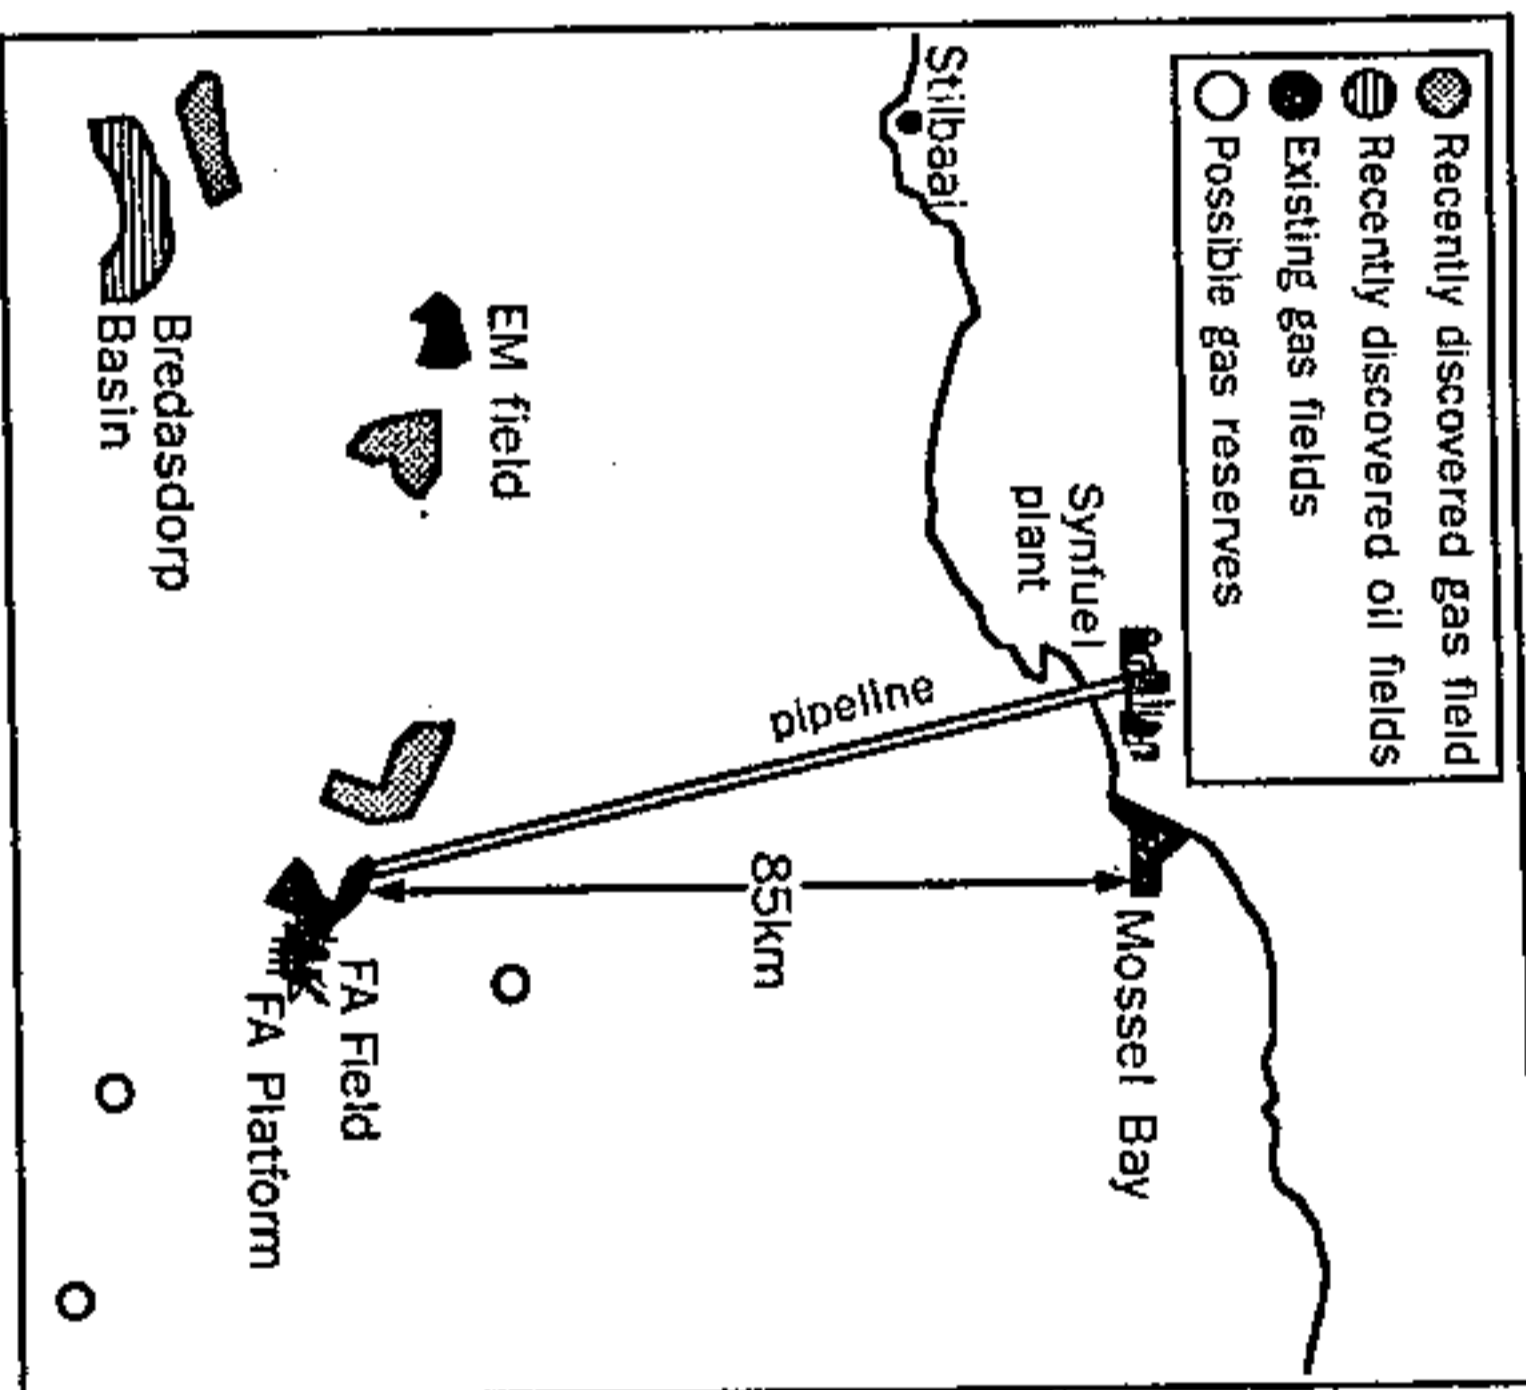 Recently discovered gas field
Recently discovered oil fields
Existing gas fields
Possible gas reserves
Stilbaai
Synfuel
plant
Mossel Bay
pipeline
85km
EM field
FA Field
FA Platform
Bredasdorp
Basin